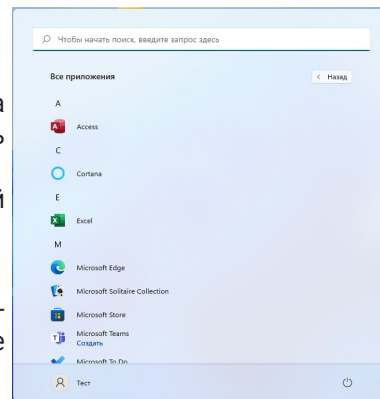 Чтобы начать поиск, введите запрос здесь
Все приложения
< Назад
A
Access
C
Cortana
E
Excel
M
Microsoft Edge
Microsoft Solitaire Collection
Microsoft Store
Microsoft Teams
Создать
Microsoft To Do
Тест